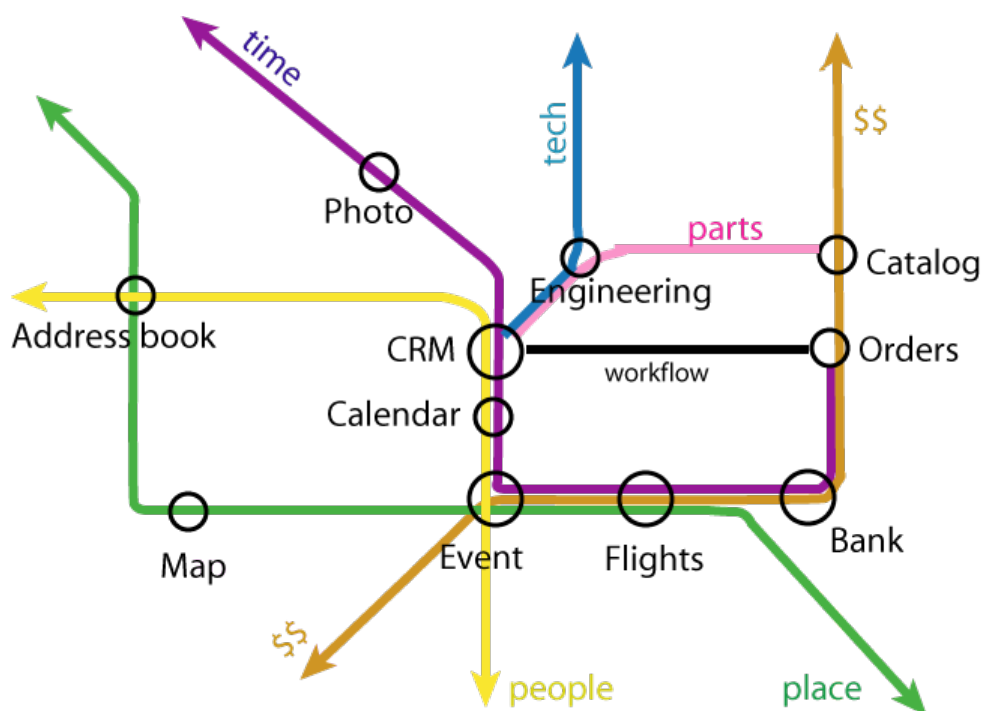 time
tech
$$
Photo
parts
Catalog
Engineering
Address book
CRM
Orders
workflow
Calendar
Bank
Event
Flights
Map
$$
people
place